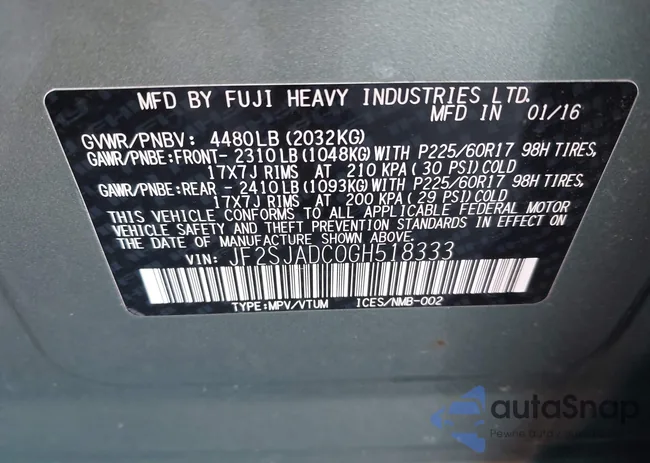 MFD BY FUJI HEAVY INDUSTRIES LTD.
MFD IN 01/16
GVWR/PNBV: 4480LB (2032KG)
GAWR/PNBE:FRONT- 2310LB (1048KG) WITH P225/60R17 98H TIRES,
17X7J RIMS AT 210 KPA ( 30 PSI) COLD
GAWR/PNBE:REAR - 2410LB (1093KG) WITH P225/60R17 98H TIRES,
17X7J RIMS AT 200 KPA ( 29 PSI) COLD
THIS VEHICLE CONFORMS TO ALL APPLICABLE FEDERAL MOTOR
VEHICLE SAFETY AND THEFT PREVENTION STANDARDS IN EFFECT ON
THE DATE OF MANUFACTURE SHOWN ABOVE.
VIN: JF2SJADC0GH518333
TYPE:MPV/VTUM ICES/NMB-002
autaSnap
Pewne auta z USA